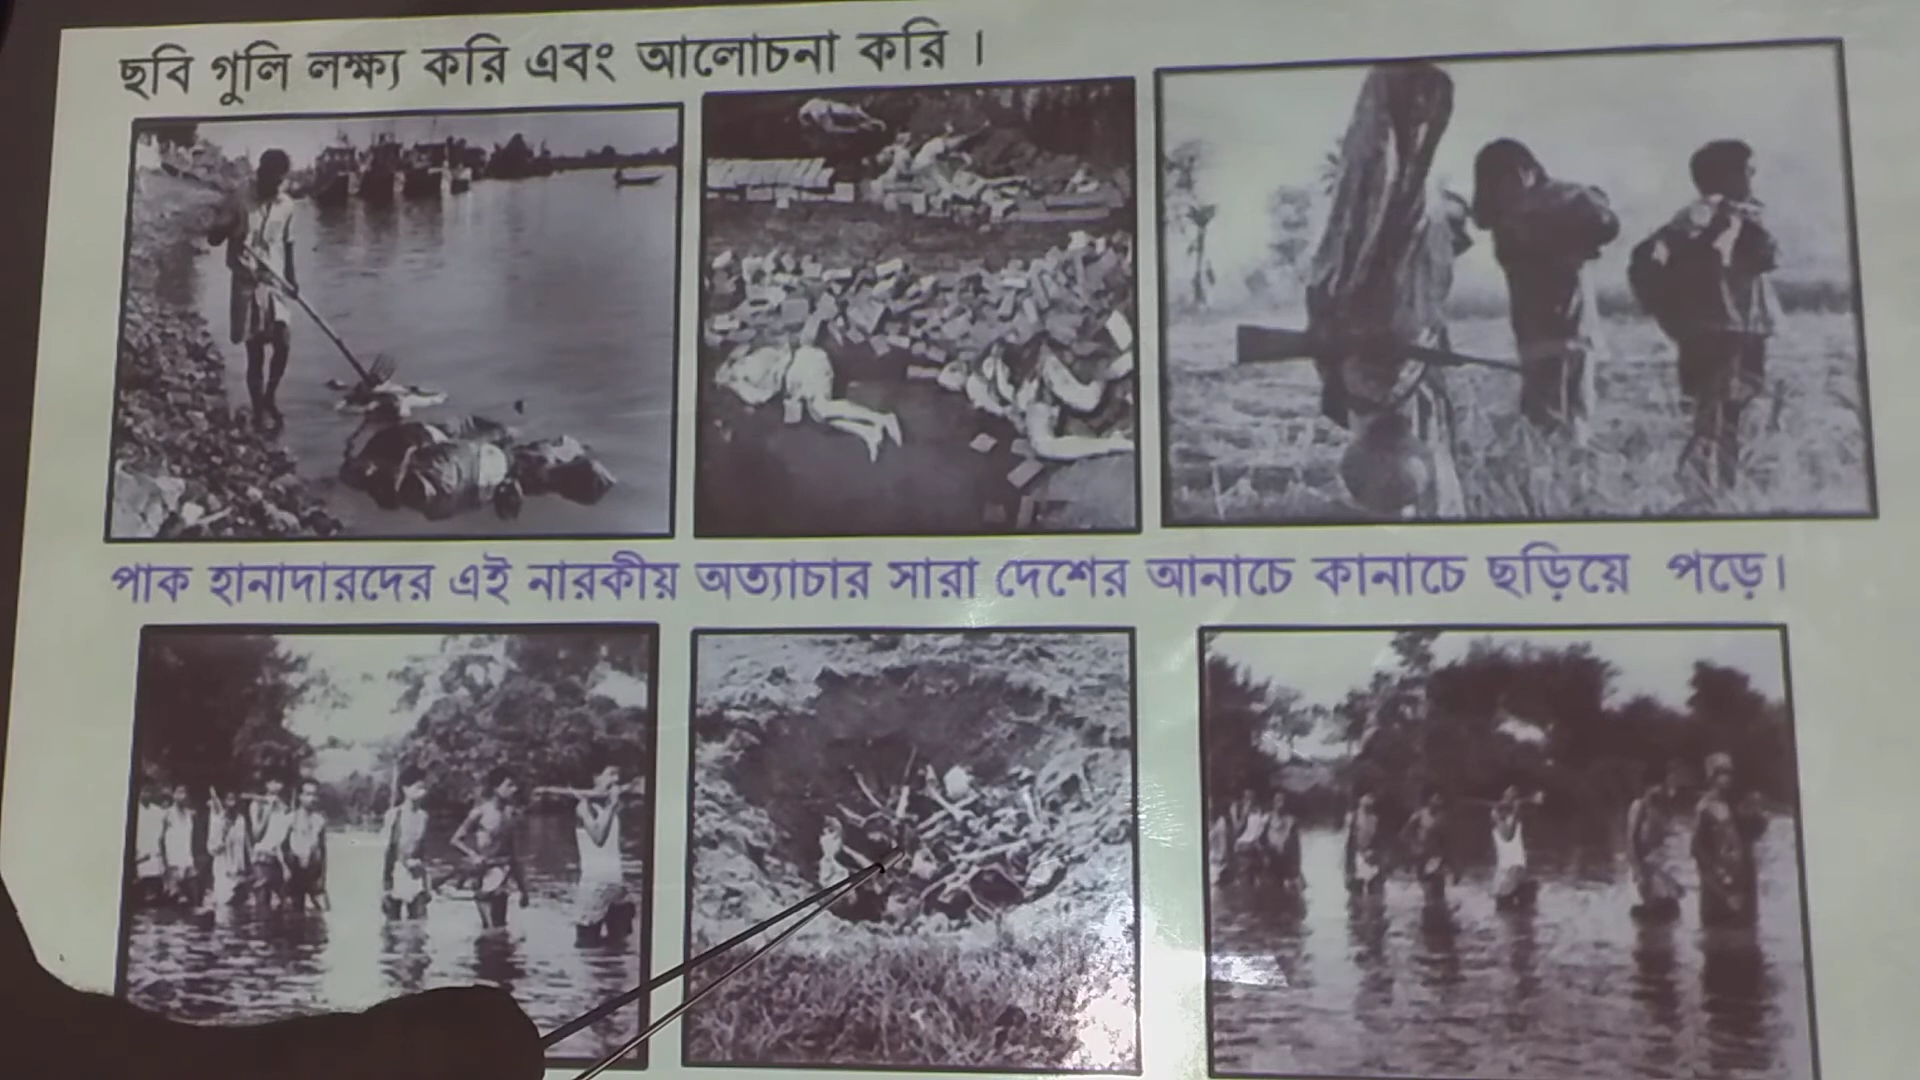 ছবি গুলি লক্ষ্য করি এবং আলোচনা করি ।
পাক হানাদারদের এই নারকীয় অত্যাচার সারা দেশের আনাচে কানাচে ছড়িয়ে পড়ে।